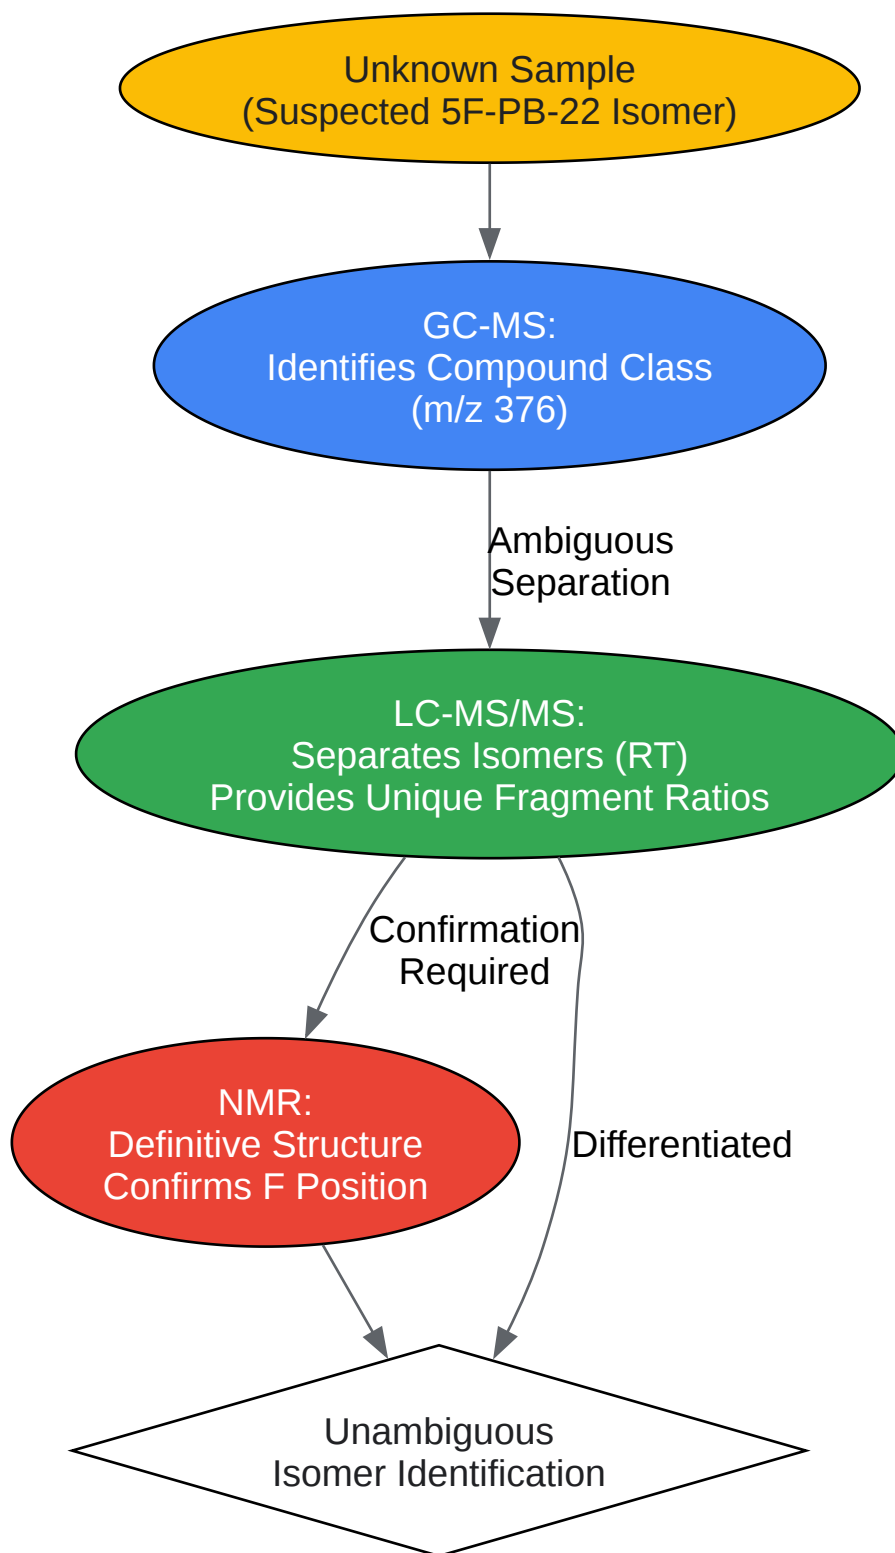 Unknown Sample
(Suspected 5F-PB-22 Isomer)
GC-MS:
Identifies Compound Class
(m/z 376)
Ambiguous
Separation
LC-MS/MS:
Separates Isomers (RT)
Provides Unique Fragment Ratios
Confirmation
Required
NMR:
Definitive Structure
Confirms F Position
Differentiated
Unambiguous
Isomer Identification